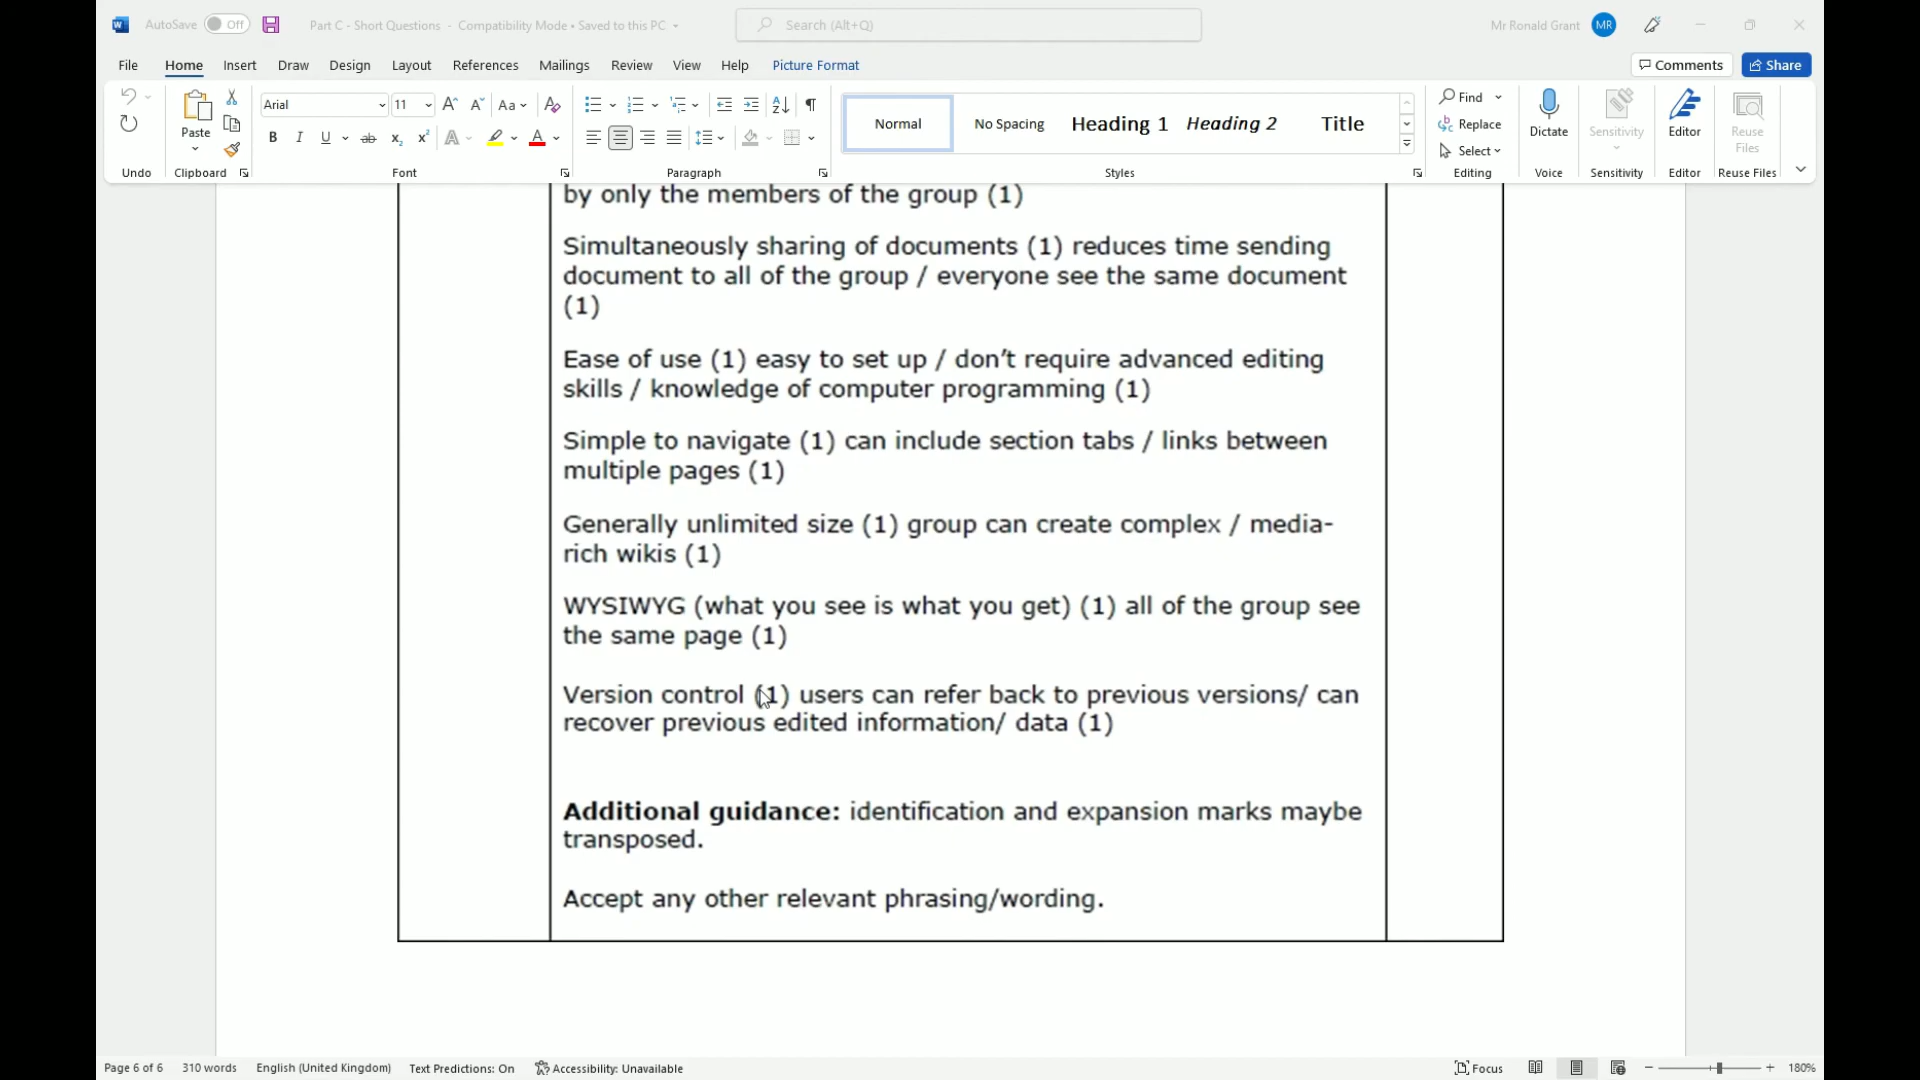 AutoSave Off Part C - Short Questions - Compatibility Mode • Saved to this PC Search (Alt+Q) Mr Ronald Grant MR
File Home Insert Draw Design Layout References Mailings Review View Help Picture Format Comments Share
Paste Arial 11 Aa Normal No Spacing Heading 1 Heading 2 Title Find Replace Select Dictate Sensitivity Editor Reuse Files
Undo Clipboard Font Paragraph Styles Editing Voice Sensitivity Editor Reuse Files
by only the members of the group (1)
Simultaneously sharing of documents (1) reduces time sending
document to all of the group / everyone see the same document
(1)
Ease of use (1) easy to set up / don’t require advanced editing
skills / knowledge of computer programming (1)
Simple to navigate (1) can include section tabs / links between
multiple pages (1)
Generally unlimited size (1) group can create complex / media-
rich wikis (1)
WYSIWYG (what you see is what you get) (1) all of the group see
the same page (1)
Version control (1) users can refer back to previous versions/ can
recover previous edited information/ data (1)
Additional guidance: identification and expansion marks maybe
transposed.
Accept any other relevant phrasing/wording.
Page 6 of 6 310 words English (United Kingdom) Text Predictions: On Accessibility: Unavailable Focus 180%